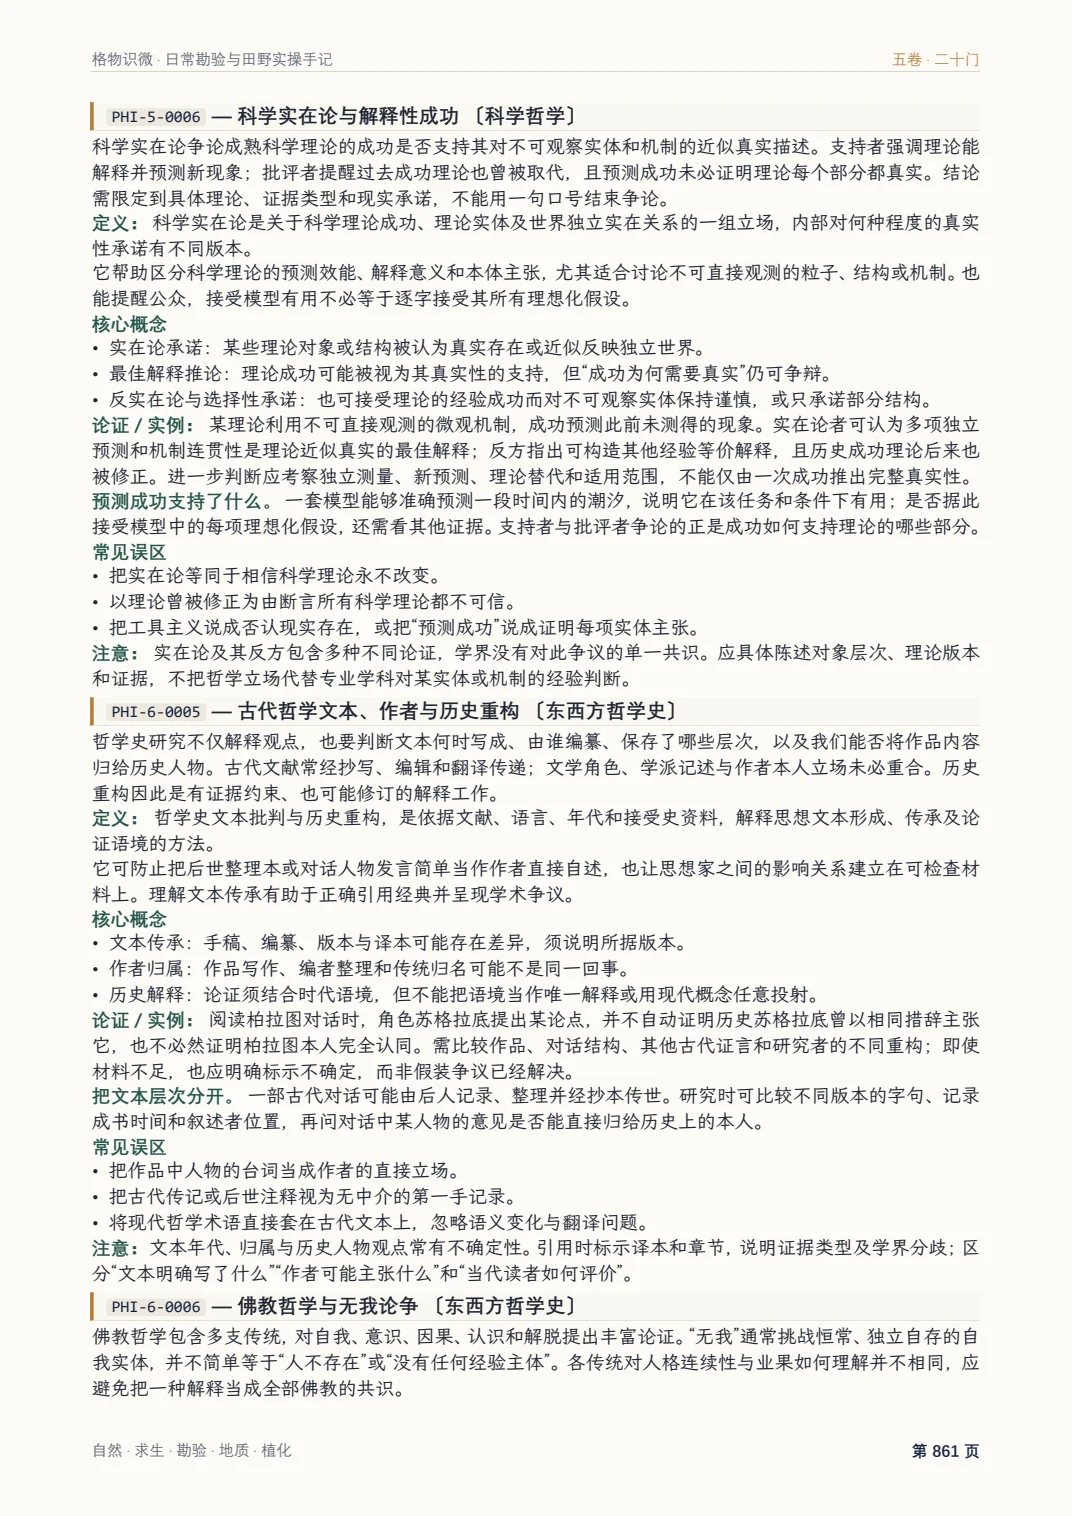 格物识微 · 日常勘验与田野实操手记
五卷 · 二十门
PHI-5-0006 — 科学实在论与解释性成功 〔科学哲学〕
科学实在论争论成熟科学理论的成功是否支持其对不可观察实体和机制的近似真实描述。支持者强调理论能
解释并预测新现象；批评者提醒过去成功理论也曾被取代，且预测成功未必证明理论每个部分都真实。结论
需限定到具体理论、证据类型和现实承诺，不能用一句口号结束争论。
定义： 科学实在论是关于科学理论成功、理论实体及世界独立实在关系的一组立场，内部对何种程度的真实
性承诺有不同版本。
它帮助区分科学理论的预测效能、解释意义和本体主张，尤其适合讨论不可直接观测的粒子、结构或机制。也
能提醒公众，接受模型有用不必等于逐字接受其所有理想化假设。
核心概念
• 实在论承诺：某些理论对象或结构被认为真实存在或近似反映独立世界。
• 最佳解释推论：理论成功可能被视为其真实性的支持，但“成功为何需要真实”仍可争辩。
• 反实在论与选择性承诺：也可接受理论的经验成功而对不可观察实体保持谨慎，或只承诺部分结构。
论证 / 实例： 某理论利用不可直接观测的微观机制，成功预测此前未测得的现象。实在论者可认为多项独立
预测和机制连贯性是理论近似真实的最佳解释；反方指出可构造其他经验等价解释，且历史成功理论后来也
被修正。进一步判断应考察独立测量、新预测、理论替代和适用范围，不能仅由一次成功推出完整真实性。
预测成功支持了什么。 一套模型能够准确预测一段时间内的潮汐，说明它在该任务和条件下有用；是否据此
接受模型中的每项理想化假设，还需看其他证据。支持者与批评者争论的正是成功如何支持理论的哪些部分。
常见误区
• 把实在论等同于相信科学理论永不改变。
• 以理论曾被修正为由断言所有科学理论都不可信。
• 把工具主义说成否认现实存在，或把“预测成功”说成证明每项实体主张。
注意： 实在论及其反方包含多种不同论证，学界没有对此争议的单一共识。应具体陈述对象层次、理论版本
和证据，不把哲学立场代替专业学科对某实体或机制的经验判断。
PHI-6-0005 — 古代哲学文本、作者与历史重构 〔东西方哲学史〕
哲学史研究不仅解释观点，也要判断文本何时写成、由谁编纂、保存了哪些层次，以及我们能否将作品内容
归给历史人物。古代文献常经抄写、编辑和翻译传递；文学角色、学派记述与作者本人立场未必重合。历史
重构因此是有证据约束、也可能修订的解释工作。
定义： 哲学史文本批判与历史重构，是依据文献、语言、年代和接受史资料，解释思想文本形成、传承及论
证语境的方法。
它可防止把后世整理本或对话人物发言简单当作作者直接自述，也让思想家之间的影响关系建立在可检查材
料上。理解文本传承有助于正确引用经典并呈现学术争议。
核心概念
• 文本传承：手稿、编纂、版本与译本可能存在差异，须说明所据版本。
• 作者归属：作品写作、编者整理和传统归名可能不是同一回事。
• 历史解释：论证须结合时代语境，但不能把语境当作唯一解释或用现代概念任意投射。
论证 / 实例： 阅读柏拉图对话时，角色苏格拉底提出某论点，并不自动证明历史苏格拉底曾以相同措辞主张
它，也不必然证明柏拉图本人完全认同。需比较作品、对话结构、其他古代证言和研究者的不同重构；即使
材料不足，也应明确标示不确定，而非假装争议已经解决。
把文本层次分开。 一部古代对话可能由后人记录、整理并经抄本传世。研究时可比较不同版本的字句、记录
成书时间和叙述者位置，再问对话中某人物的意见是否能直接归给历史上的本人。
常见误区
• 把作品中人物的台词当成作者的直接立场。
• 把古代传记或后世注释视为无中介的第一手记录。
• 将现代哲学术语直接套在古代文本上，忽略语义变化与翻译问题。
注意： 文本年代、归属与历史人物观点常有不确定性。引用时标示译本和章节，说明证据类型及学界分歧；区
分“文本明确写了什么”“作者可能主张什么”和“当代读者如何评价”。
PHI-6-0006 — 佛教哲学与无我论争 〔东西方哲学史〕
佛教哲学包含多支传统，对自我、意识、因果、认识和解脱提出丰富论证。“无我”通常挑战恒常、独立自存的自
我实体，并不简单等于“人不存在”或“没有任何经验主体”。各传统对人格连续性与业果如何理解并不相同，应
避免把一种解释当成全部佛教的共识。
自然 · 求生 · 勘验 · 地质 · 植化
第 861 页